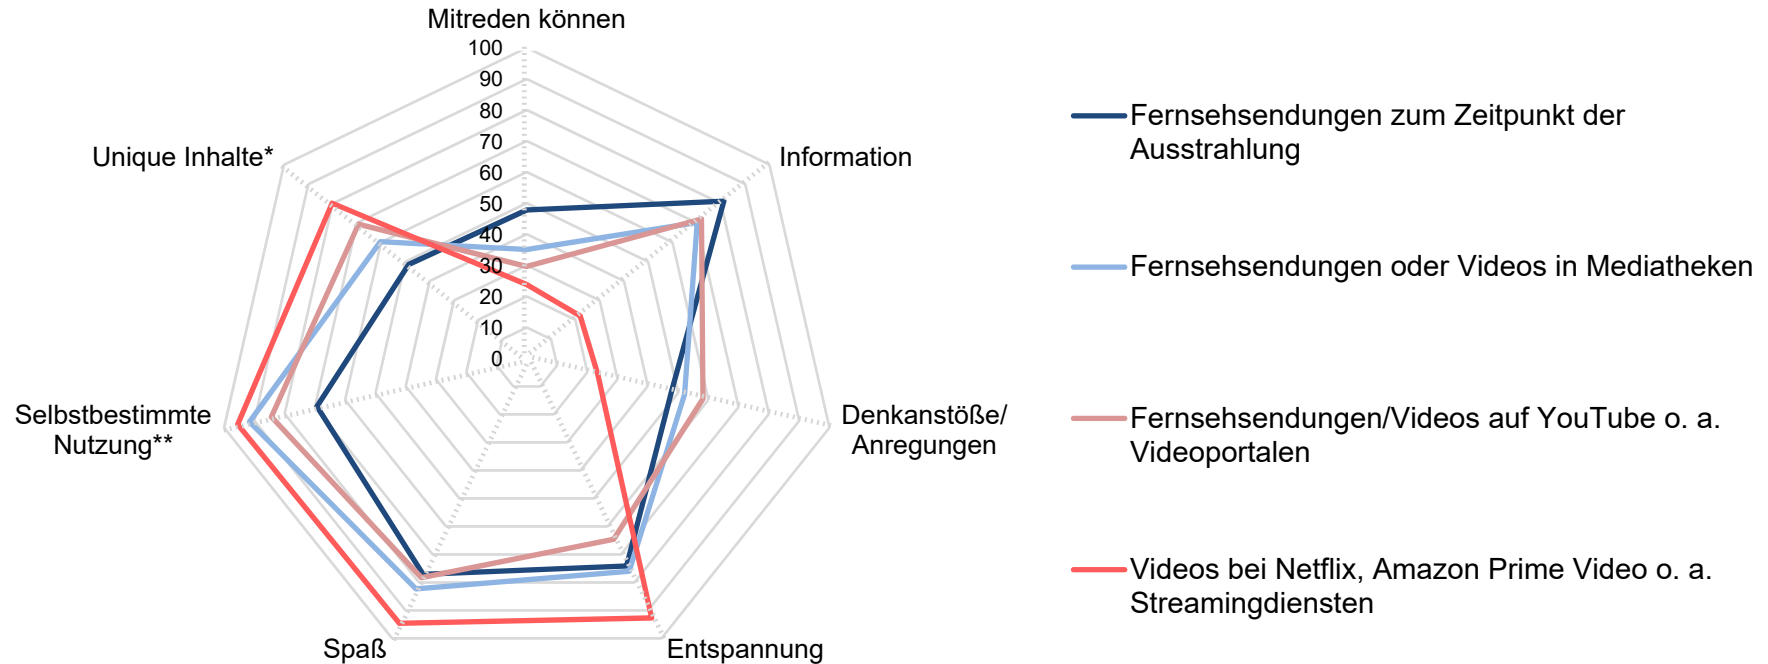 Mitreden können
100
90
80
70
60
50
40
30
20
10
0
Unique Inhalte*
Information
Selbstbestimmte
Nutzung**
Denkanstöße/
Anregungen
Spaß
Entspannung
Fernsehsendungen zum Zeitpunkt der
Ausstrahlung
Fernsehsendungen oder Videos in Mediatheken
Fernsehsendungen/Videos auf YouTube o. a.
Videoportalen
Videos bei Netflix, Amazon Prime Video o. a.
Streamingdiensten